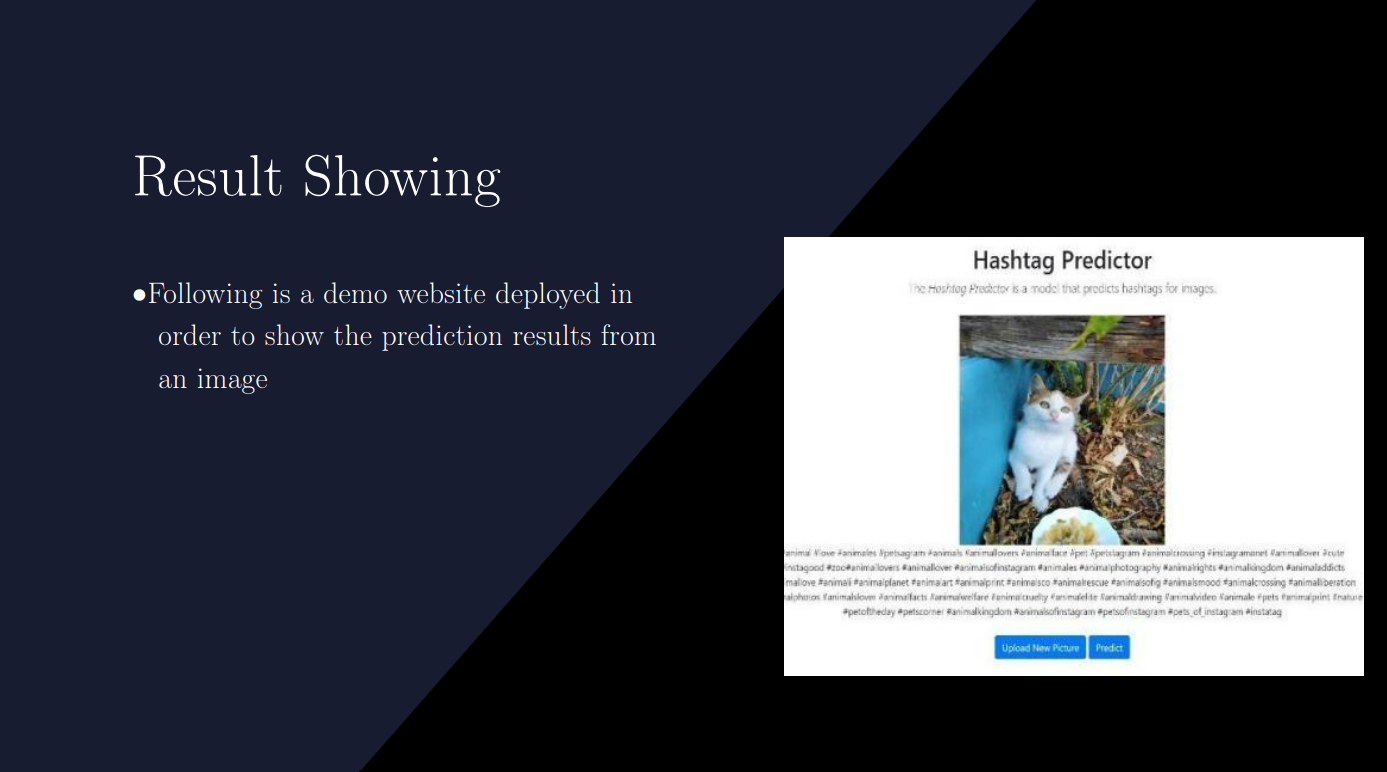 Result Showing
●Following is a demo website deployed in
order to show the prediction results from
an image
Hashtag Predictor
The Hashtag Predictor is a model that predicts hashtags for images.
#animal #love #animales #petsagram #animals #animallovers #animalface #pet #petstagram #animalcrossing #instagramanet #animallover #cute
#instagood #zoo#animallovers #animallover #animalsofinstagram #animales #animalphotography #animalrights #animalkingdom #animaladdicts
#animali #animalplanet #animalart #animalprint #animalsco #animalrescue #animalsofig #animalsmood #animalcrossing #animalliberation
#animalslover #animalfacts #animalwelfare #animalcruelty #animalelite #animaldrawing #animalvideo #animale #pets #animalprint #nature
#petoftheday #petscorner #animalkingdom #animalsofinstagram #petsofinstagram #pets_of_instagram #instatag
Upload New Picture Predict